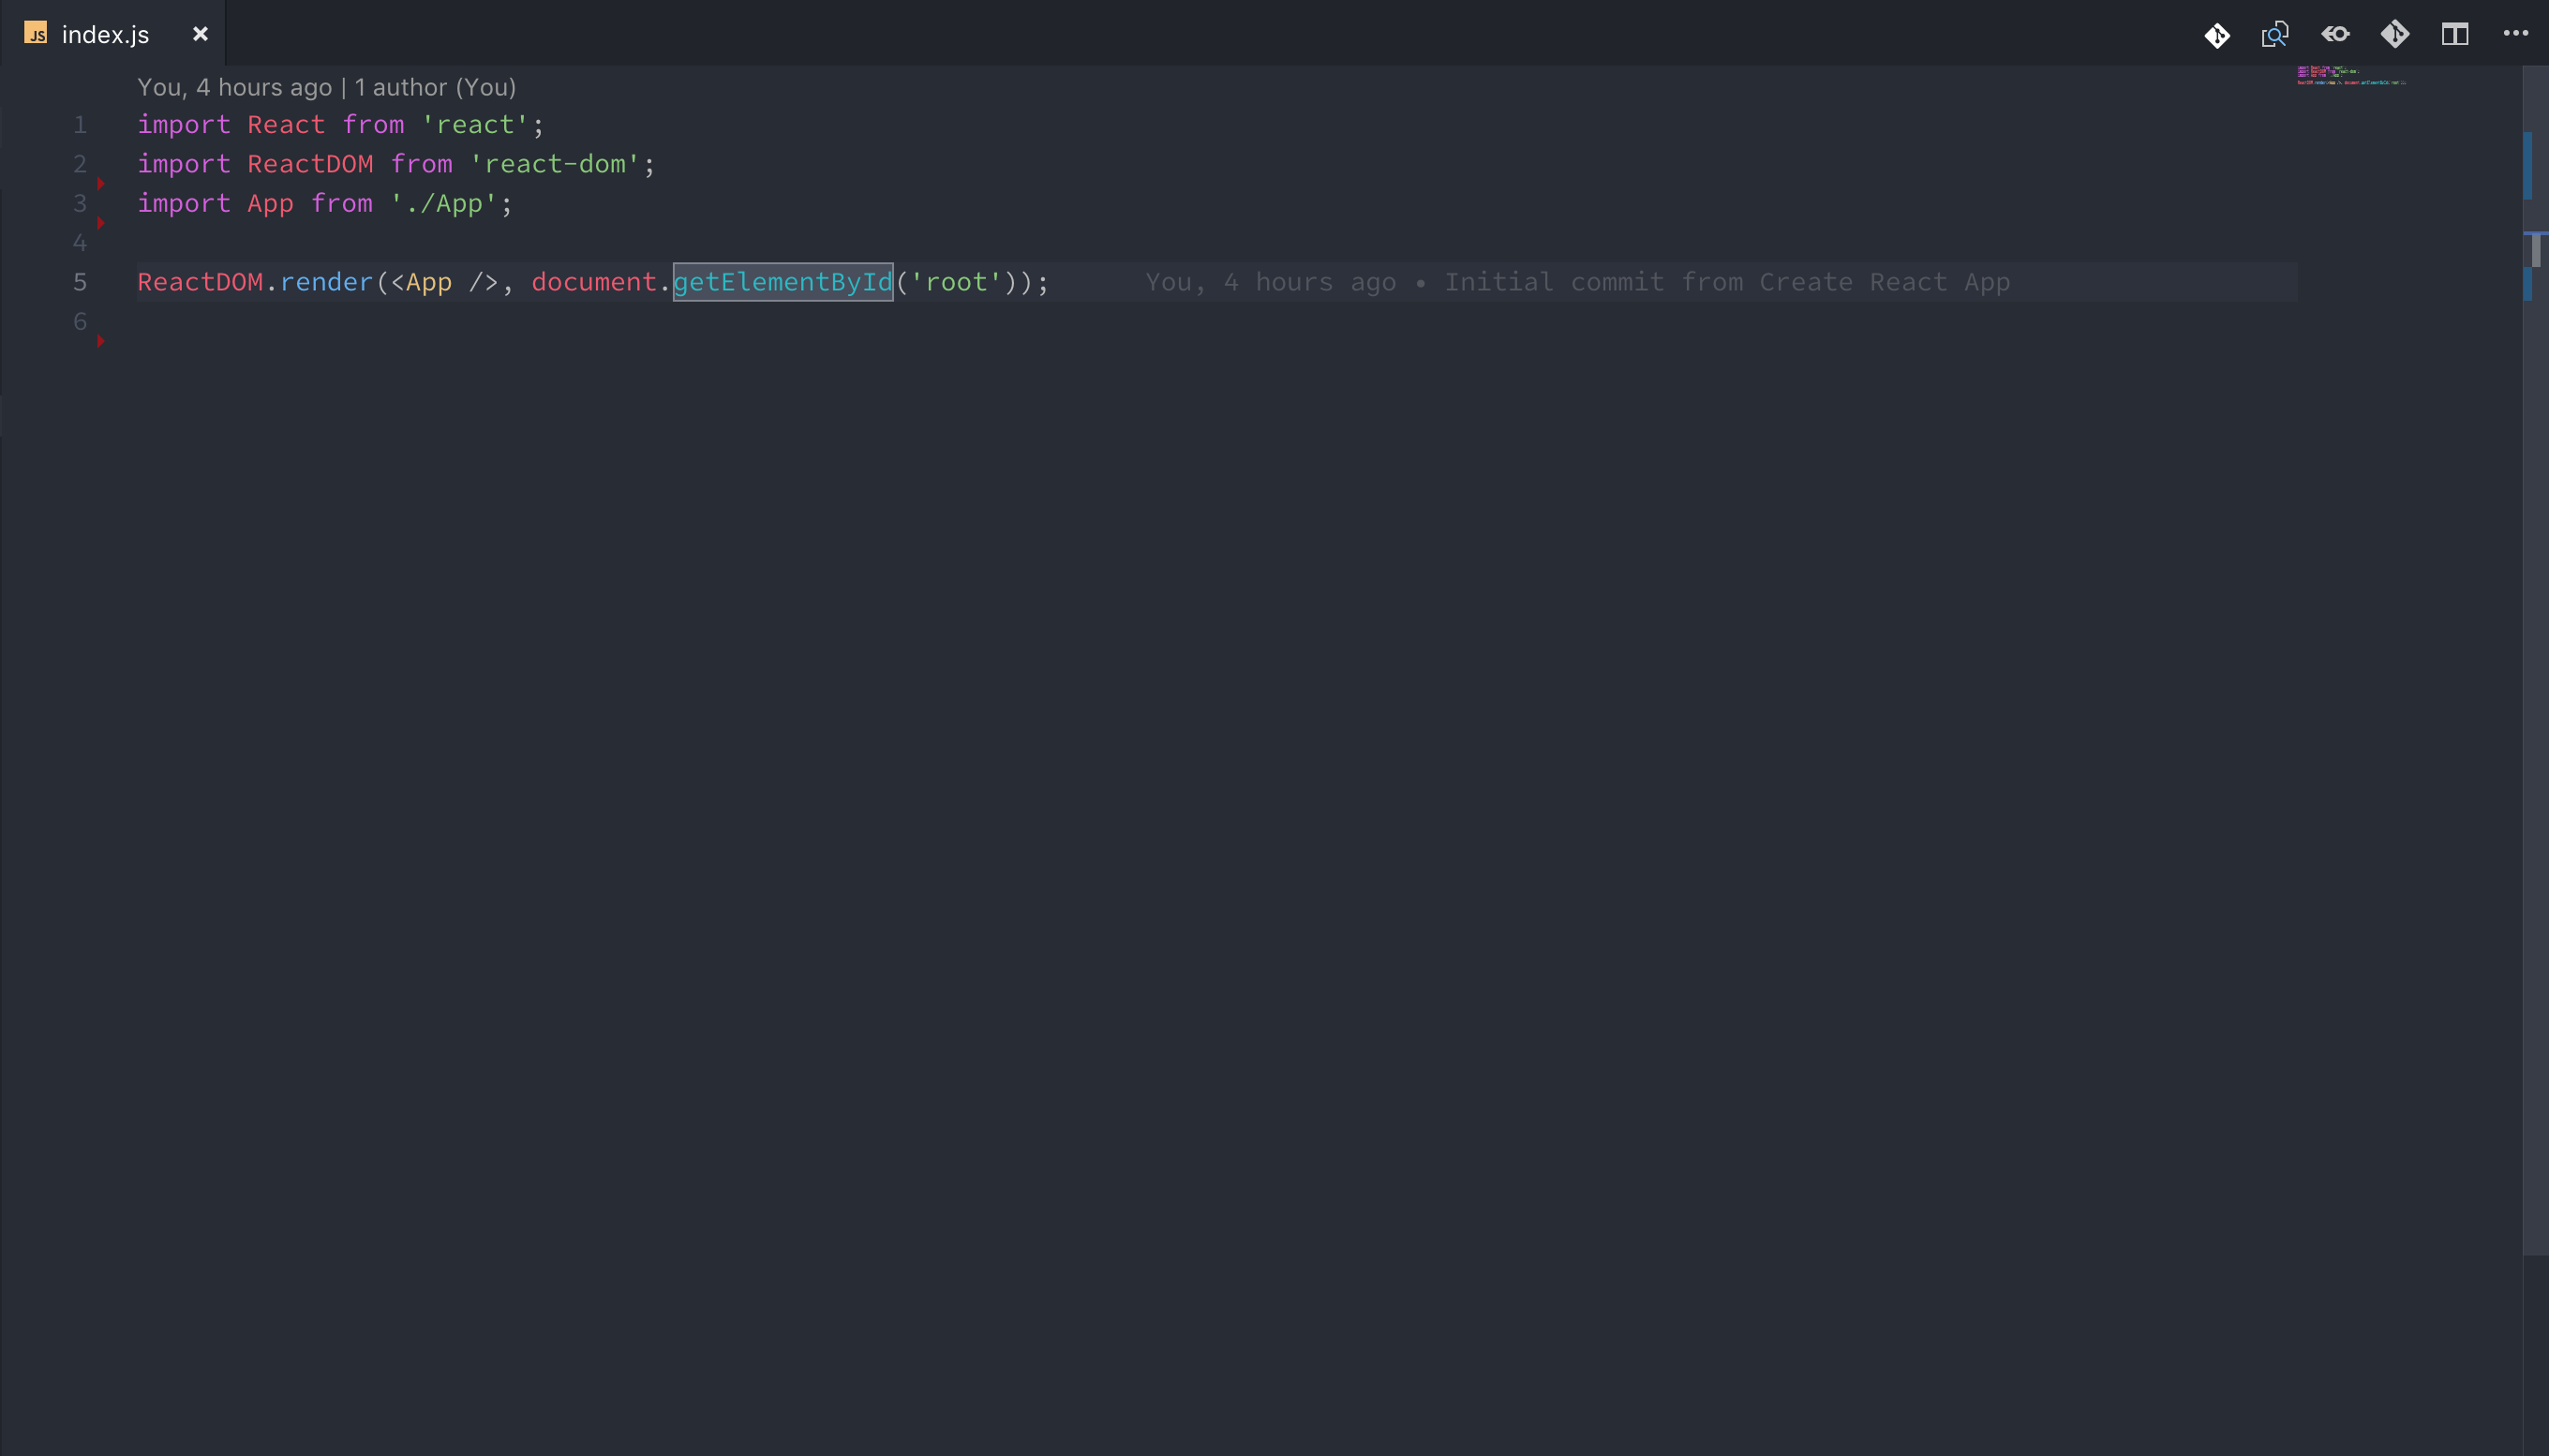 JS index.js
You, 4 hours ago | 1 author (You)
1 import React from 'react';
2 import ReactDOM from 'react-dom';
3 import App from './App';
4
5 ReactDOM.render(<App />, document.getElementById('root')); You, 4 hours ago • Initial commit from Create React App
6